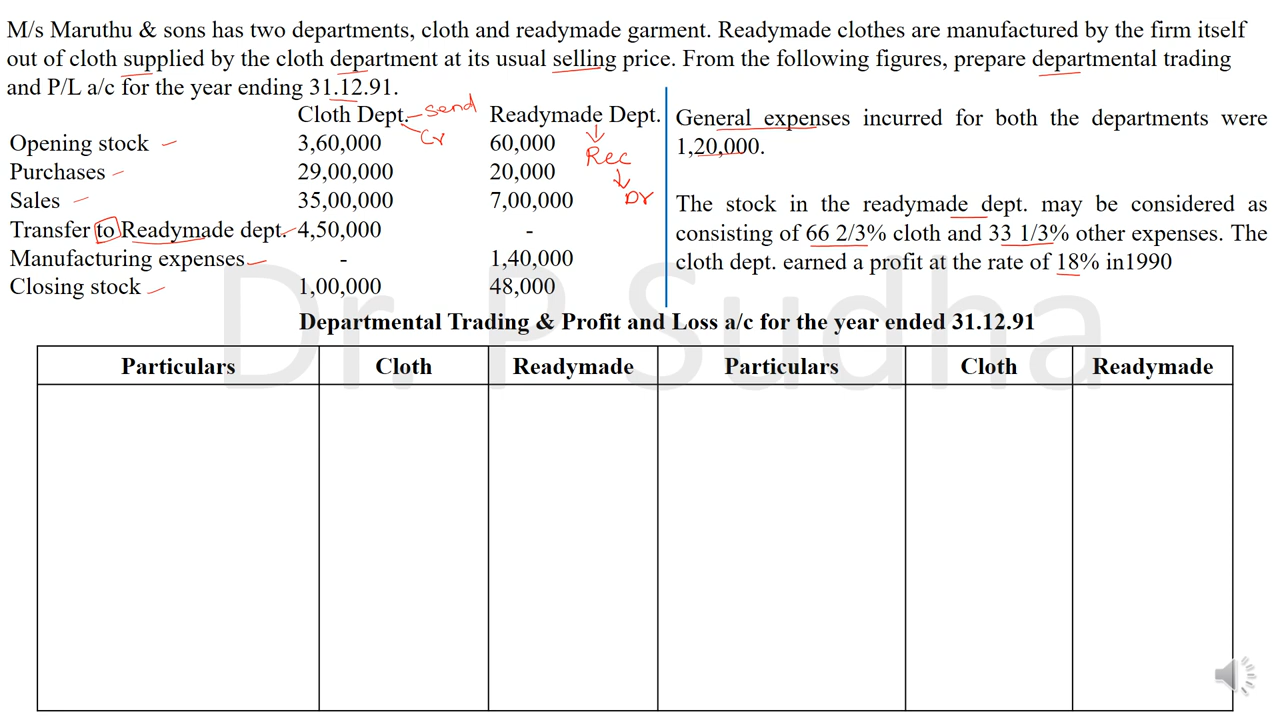 M/s Maruthu & sons has two departments, cloth and readymade garment. Readymade clothes are manufactured by the firm itself
out of cloth supplied by the cloth department at its usual selling price. From the following figures, prepare departmental trading
and P/L a/c for the year ending 31.12.91.
Cloth Dept. Readymade Dept.
send
Cr
Opening stock 3,60,000 60,000
Rec
Purchases 29,00,000 20,000
Dr
Sales 35,00,000 7,00,000
Transfer to Readymade dept. 4,50,000 -
Manufacturing expenses - 1,40,000
Closing stock 1,00,000 48,000
General expenses incurred for both the departments were
1,20,000.
The stock in the readymade dept. may be considered as
consisting of 66 2/3% cloth and 33 1/3% other expenses. The
cloth dept. earned a profit at the rate of 18% in1990
Departmental Trading & Profit and Loss a/c for the year ended 31.12.91
Particulars Cloth Readymade Particulars Cloth Readymade
Dr. P Sudha